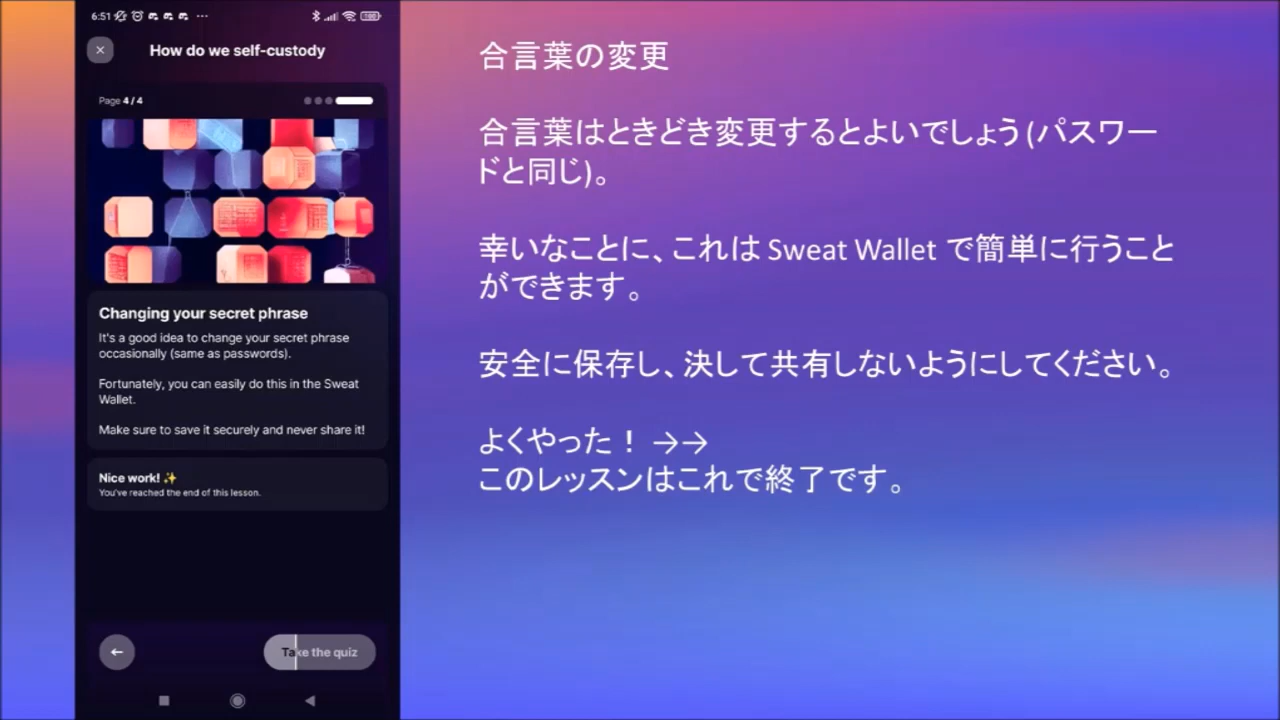 6:51
How do we self-custody
Page 4 / 4
Changing your secret phrase
It's a good idea to change your secret phrase
occasionally (same as passwords).
Fortunately, you can easily do this in the Sweat
Wallet.
Make sure to save it securely and never share it!
Nice work! ✨
You've reached the end of this lesson.
Take the quiz
合言葉の変更
合言葉はときどき変更するとよいでしょう(パスワー
ドと同じ)。
幸いなことに、これは Sweat Wallet で簡単に行うこと
ができます。
安全に保存し、決して共有しないようにしてください。
よくやった！ →→
このレッスンはこれで終了です。